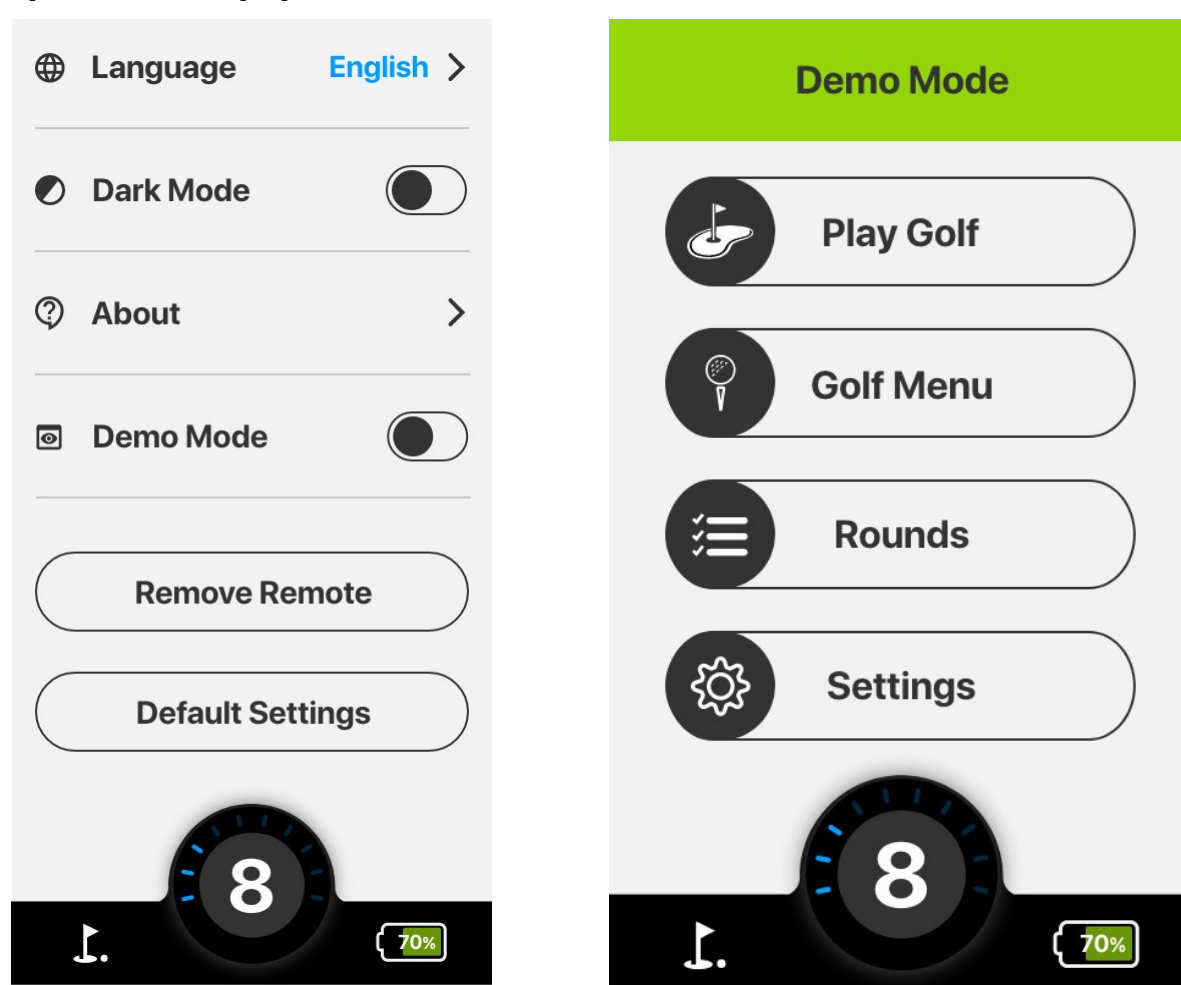 Language English
Dark Mode
About
Demo Mode
Remove Remote
Default Settings
8
70%
Demo Mode
Play Golf
Golf Menu
Rounds
Settings
8
70%